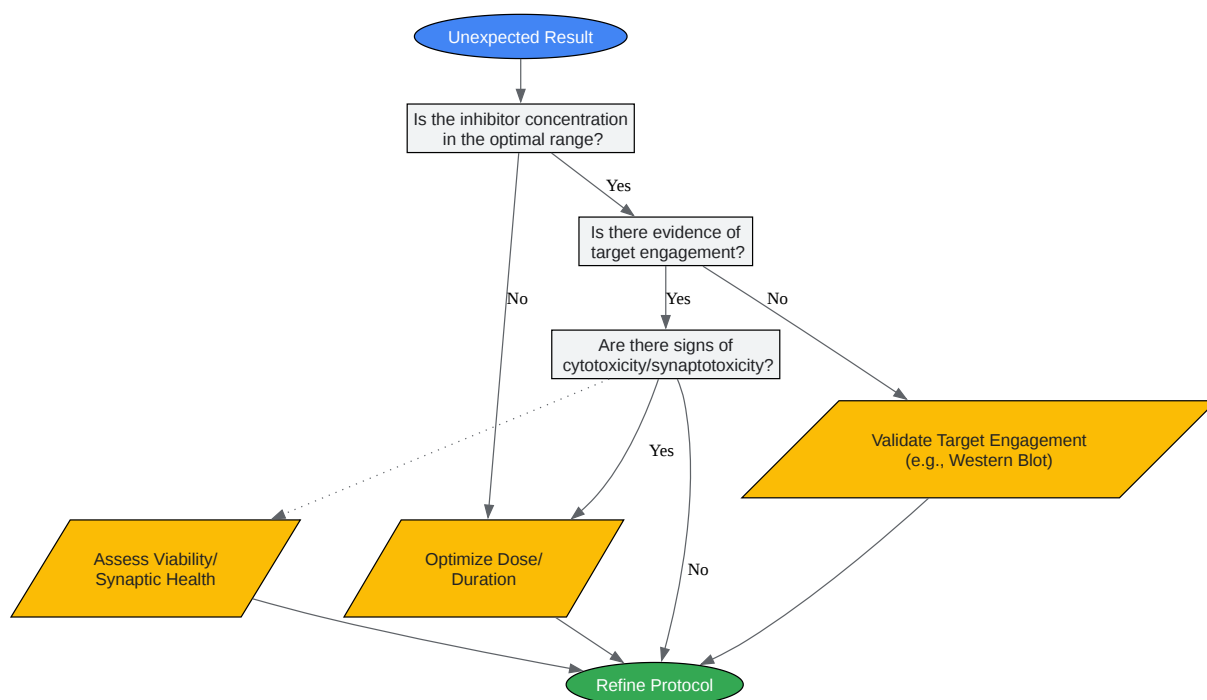 Unexpected Result
Is the inhibitor concentration
in the optimal range?
Yes
Is there evidence of
target engagement?
No
Yes
No
Are there signs of
cytotoxicity/synaptotoxicity?
Validate Target Engagement
(e.g., Western Blot)
Yes
Assess Viability/
Synaptic Health
Optimize Dose/
Duration
No
Refine Protocol